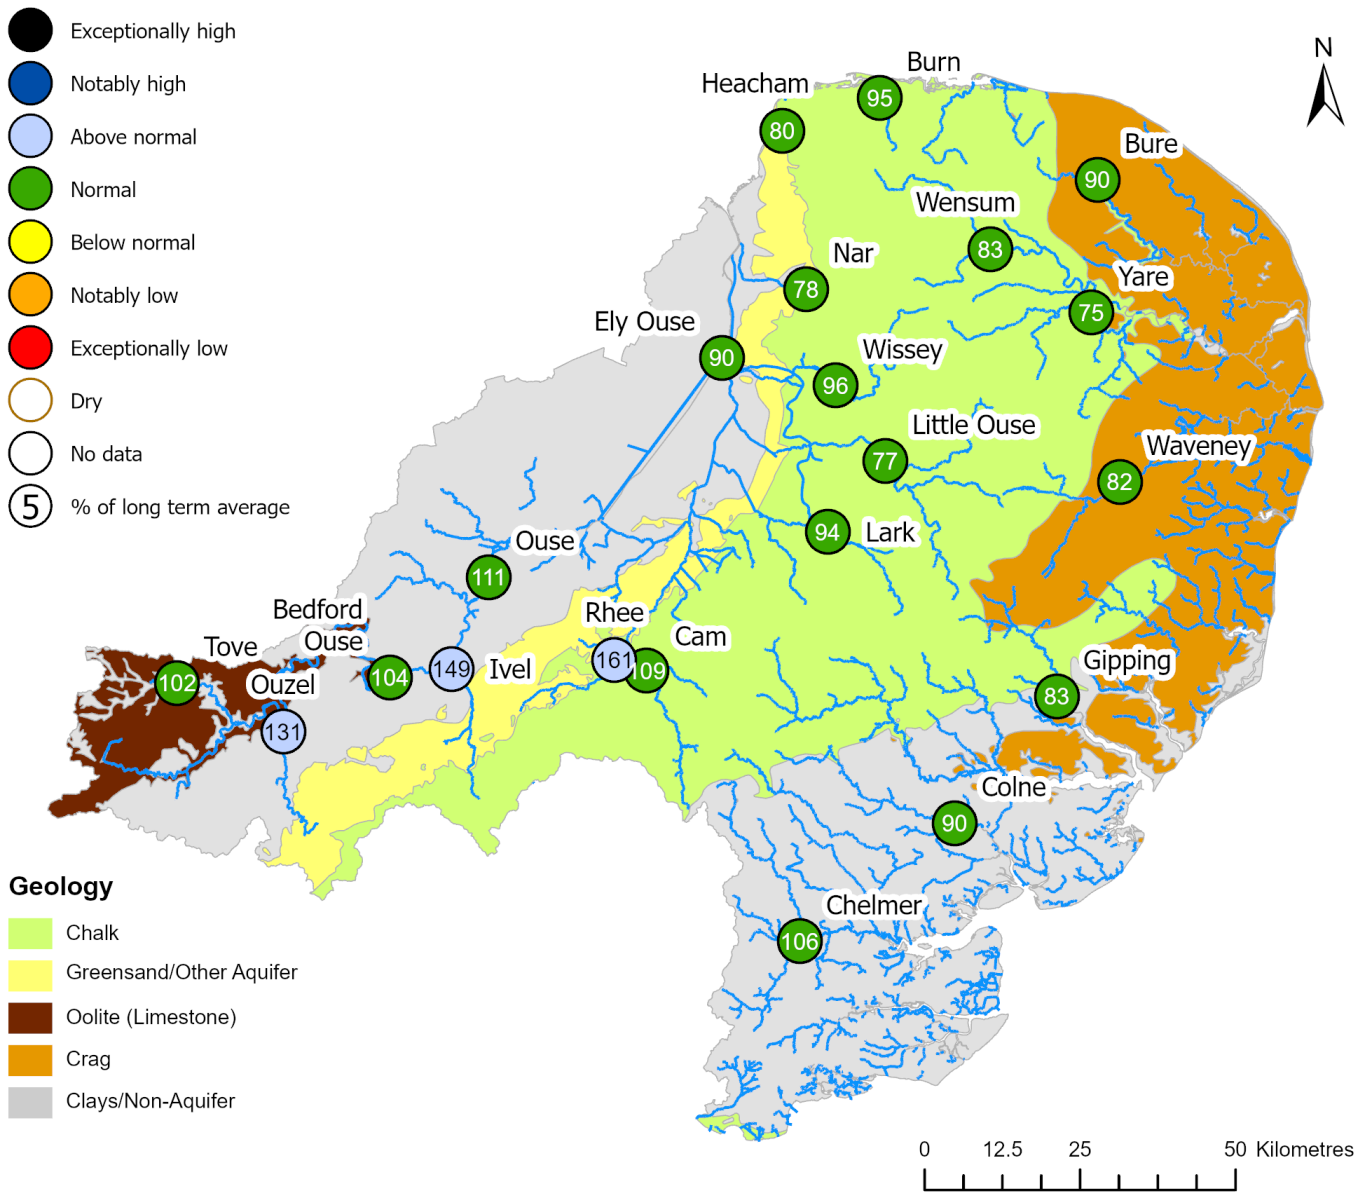 Exceptionally high
Notably high
Above normal
Normal
Below normal
Notably low
Exceptionally low
Dry
No data
5 % of long term average
N
Burn
95
Heacham
80
Bure
90
Wensum
83
Nar
78
Yare
75
Ely Ouse
90
Wissey
96
Little Ouse
77
Waveney
82
Lark
94
Ouse
111
Bedford
Ouse
104
Rhee
161
Cam
109
Tove
102
Ouzel
131
Ivel
149
Gipping
83
Colne
90
Chelmer
106
Geology
Chalk
Greensand/Other Aquifer
Oolite (Limestone)
Crag
Clays/Non-Aquifer
0 12.5 25 50 Kilometres